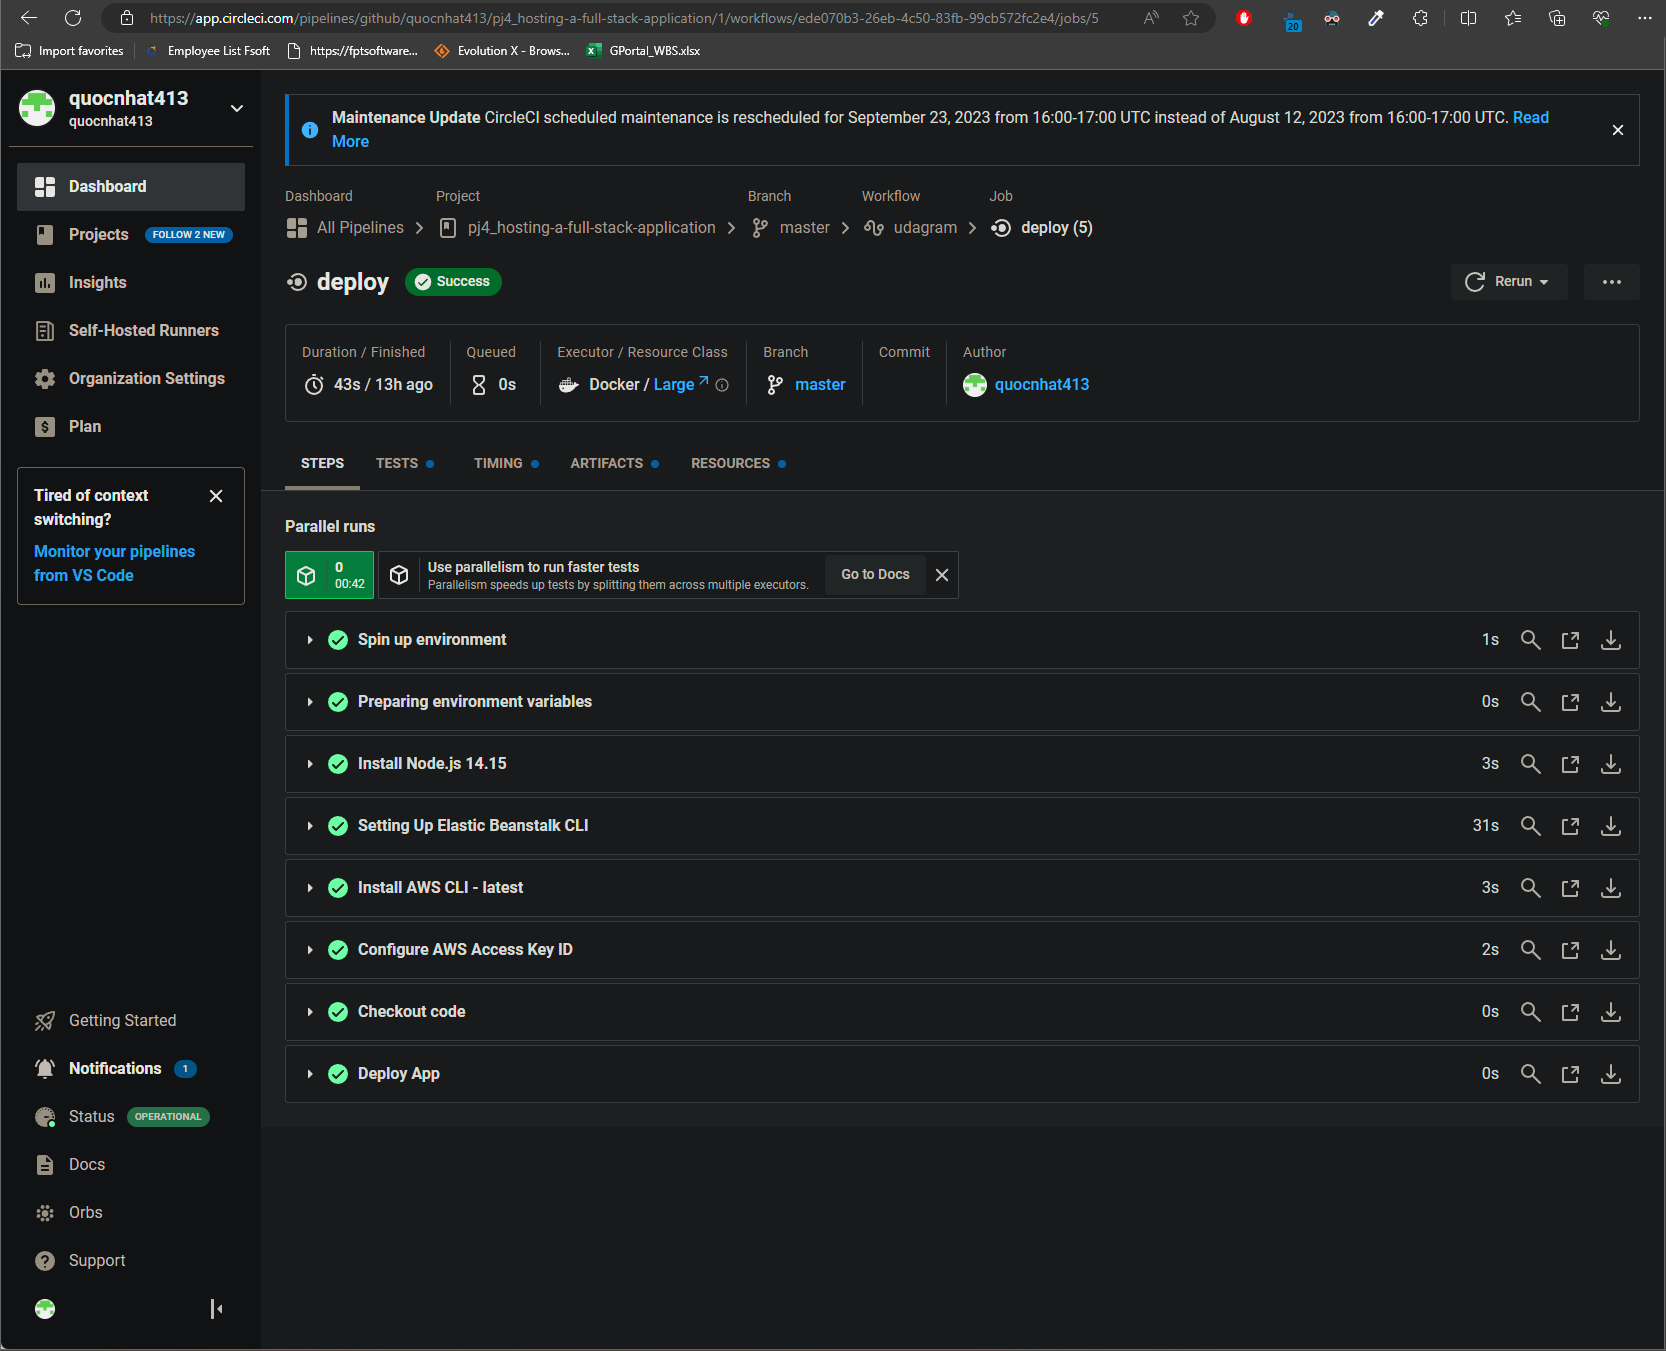 https://app.circleci.com/pipelines/github/quocnhat413/pj4_hosting-a-full-stack-application/1/workflows/ede070b3-26eb-4c50-83fb-99cb572fc2e4/jobs/5
20
Import favorites
Employee List Fsoft
https://fptsoftware...
Evolution X - Brows...
GPortal_WBS.xlsx
quocnhat413
quocnhat413
Dashboard
Projects FOLLOW 2 NEW
Insights
Self-Hosted Runners
Organization Settings
Plan
Tired of context
switching?
Monitor your pipelines
from VS Code
Getting Started
Notifications 1
Status OPERATIONAL
Docs
Orbs
Support
Maintenance Update CircleCI scheduled maintenance is rescheduled for September 23, 2023 from 16:00-17:00 UTC instead of August 12, 2023 from 16:00-17:00 UTC. Read
More
Dashboard Project Branch Workflow Job
All Pipelines pj4_hosting-a-full-stack-application master udagram deploy (5)
deploy Success
Rerun
Duration / Finished Queued Executor / Resource Class Branch Commit Author
43s / 13h ago 0s Docker / Large master quocnhat413
STEPS TESTS TIMING ARTIFACTS RESOURCES
Parallel runs
0
00:42
Use parallelism to run faster tests
Parallelism speeds up tests by splitting them across multiple executors.
Go to Docs
Spin up environment 1s
Preparing environment variables 0s
Install Node.js 14.15 3s
Setting Up Elastic Beanstalk CLI 31s
Install AWS CLI - latest 3s
Configure AWS Access Key ID 2s
Checkout code 0s
Deploy App 0s